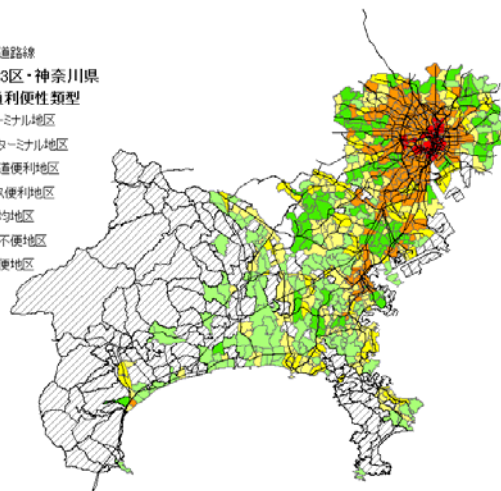 道路線
3区・神奈川県
利便性類型
ーミナル地区
ターミナル地区
道便利地区
便利地区
均地区
不便地区
便地区